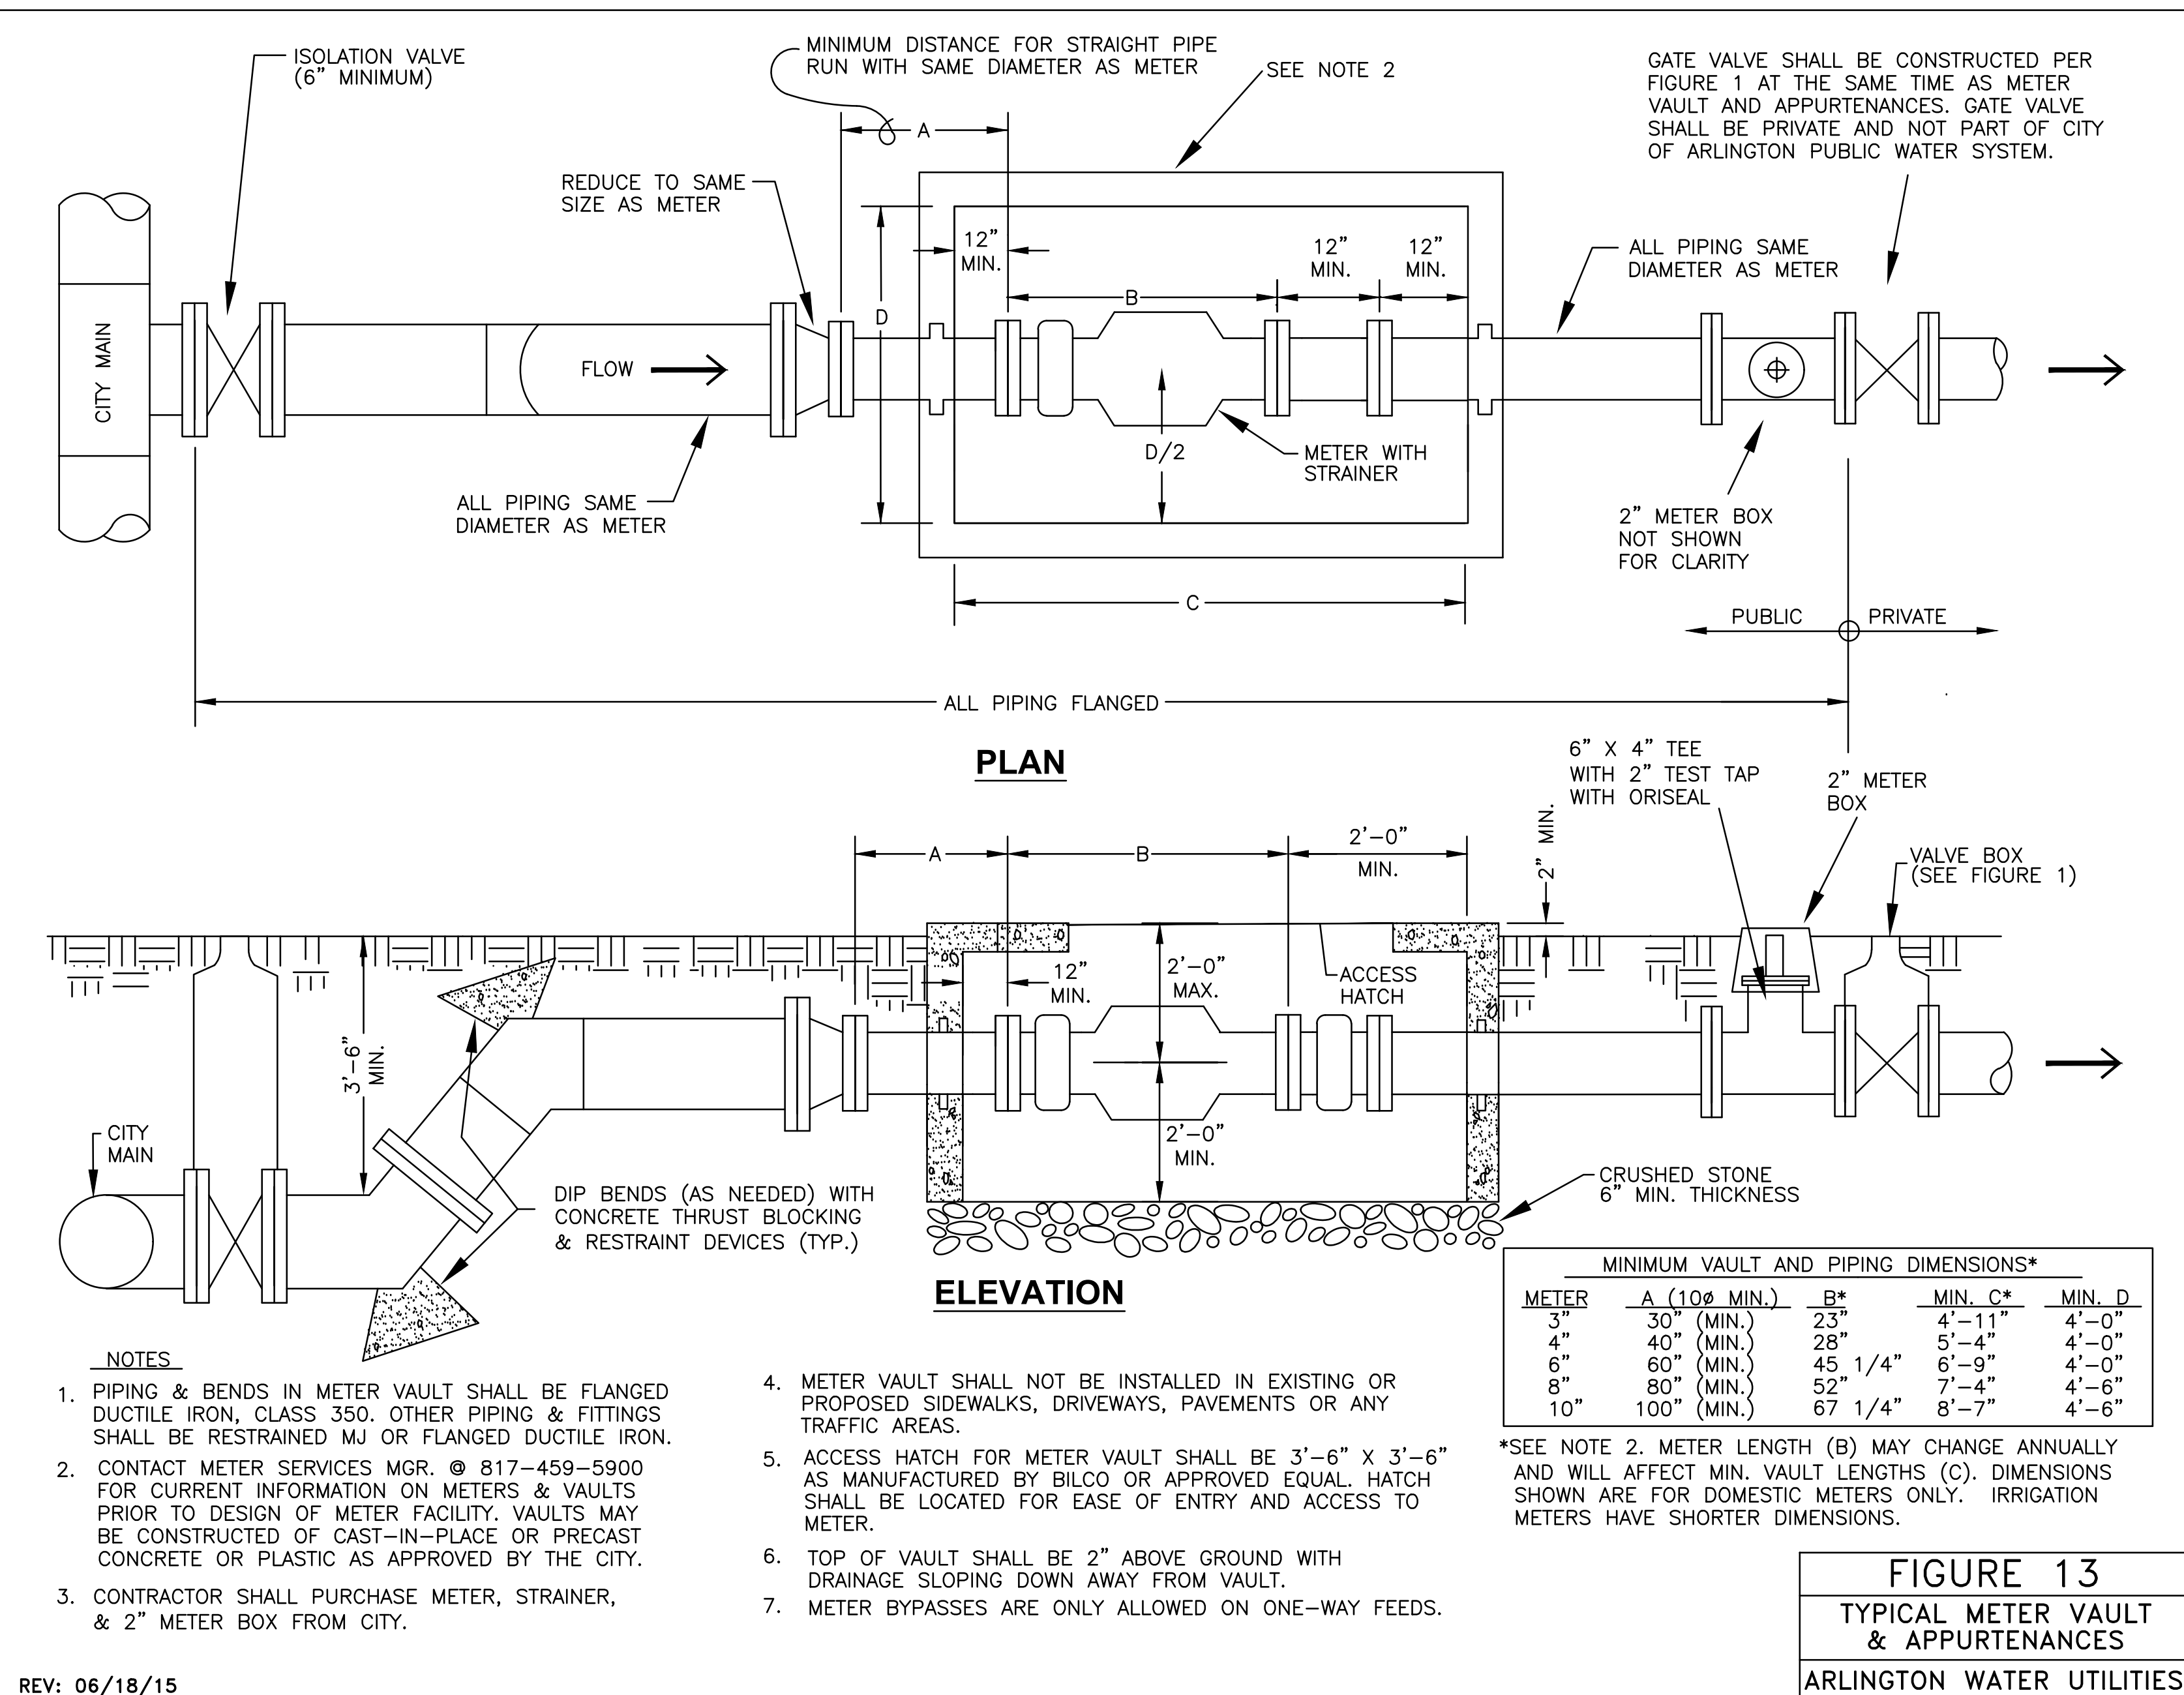 ISOLATION VALVE
(6" MINIMUM)
MINIMUM DISTANCE FOR STRAIGHT PIPE
RUN WITH SAME DIAMETER AS METER
SEE NOTE 2
GATE VALVE SHALL BE CONSTRUCTED PER
FIGURE 1 AT THE SAME TIME AS METER
VAULT AND APPURTENANCES. GATE VALVE
SHALL BE PRIVATE AND NOT PART OF CITY
OF ARLINGTON PUBLIC WATER SYSTEM.
A
REDUCE TO SAME
SIZE AS METER
12"
MIN.
12"
MIN.
12"
MIN.
ALL PIPING SAME
DIAMETER AS METER
B
D
CITY MAIN
FLOW
D/2
METER WITH
STRAINER
ALL PIPING SAME
DIAMETER AS METER
2" METER BOX
NOT SHOWN
FOR CLARITY
C
PUBLIC
PRIVATE
ALL PIPING FLANGED
PLAN
6" X 4" TEE
WITH 2" TEST TAP
WITH ORISEAL
2" METER
BOX
2" MIN.
A
B
2'-0"
MIN.
VALVE BOX
(SEE FIGURE 1)
3'-6"
MIN.
12"
MIN.
2'-0"
MAX.
ACCESS
HATCH
CITY
MAIN
2'-0"
MIN.
DIP BENDS (AS NEEDED) WITH
CONCRETE THRUST BLOCKING
& RESTRAINT DEVICES (TYP.)
CRUSHED STONE
6" MIN. THICKNESS
ELEVATION
MINIMUM VAULT AND PIPING DIMENSIONS*
METER A (10ø MIN.) B* MIN. C* MIN. D
3" 30" (MIN.) 23" 4'-11" 4'-0"
4" 40" (MIN.) 28" 5'-4" 4'-0"
6" 60" (MIN.) 45 1/4" 6'-9" 4'-0"
8" 80" (MIN.) 52" 7'-4" 4'-6"
10" 100" (MIN.) 67 1/4" 8'-7" 4'-6"
*SEE NOTE 2. METER LENGTH (B) MAY CHANGE ANNUALLY
AND WILL AFFECT MIN. VAULT LENGTHS (C). DIMENSIONS
SHOWN ARE FOR DOMESTIC METERS ONLY. IRRIGATION
METERS HAVE SHORTER DIMENSIONS.
NOTES
1. PIPING & BENDS IN METER VAULT SHALL BE FLANGED
DUCTILE IRON, CLASS 350. OTHER PIPING & FITTINGS
SHALL BE RESTRAINED MJ OR FLANGED DUCTILE IRON.
2. CONTACT METER SERVICES MGR. @ 817-459-5900
FOR CURRENT INFORMATION ON METERS & VAULTS
PRIOR TO DESIGN OF METER FACILITY. VAULTS MAY
BE CONSTRUCTED OF CAST-IN-PLACE OR PRECAST
CONCRETE OR PLASTIC AS APPROVED BY THE CITY.
3. CONTRACTOR SHALL PURCHASE METER, STRAINER,
& 2" METER BOX FROM CITY.
4. METER VAULT SHALL NOT BE INSTALLED IN EXISTING OR
PROPOSED SIDEWALKS, DRIVEWAYS, PAVEMENTS OR ANY
TRAFFIC AREAS.
5. ACCESS HATCH FOR METER VAULT SHALL BE 3'-6" X 3'-6"
AS MANUFACTURED BY BILCO OR APPROVED EQUAL. HATCH
SHALL BE LOCATED FOR EASE OF ENTRY AND ACCESS TO
METER.
6. TOP OF VAULT SHALL BE 2" ABOVE GROUND WITH
DRAINAGE SLOPING DOWN AWAY FROM VAULT.
7. METER BYPASSES ARE ONLY ALLOWED ON ONE-WAY FEEDS.
FIGURE 13
TYPICAL METER VAULT
& APPURTENANCES
ARLINGTON WATER UTILITIES
REV: 06/18/15